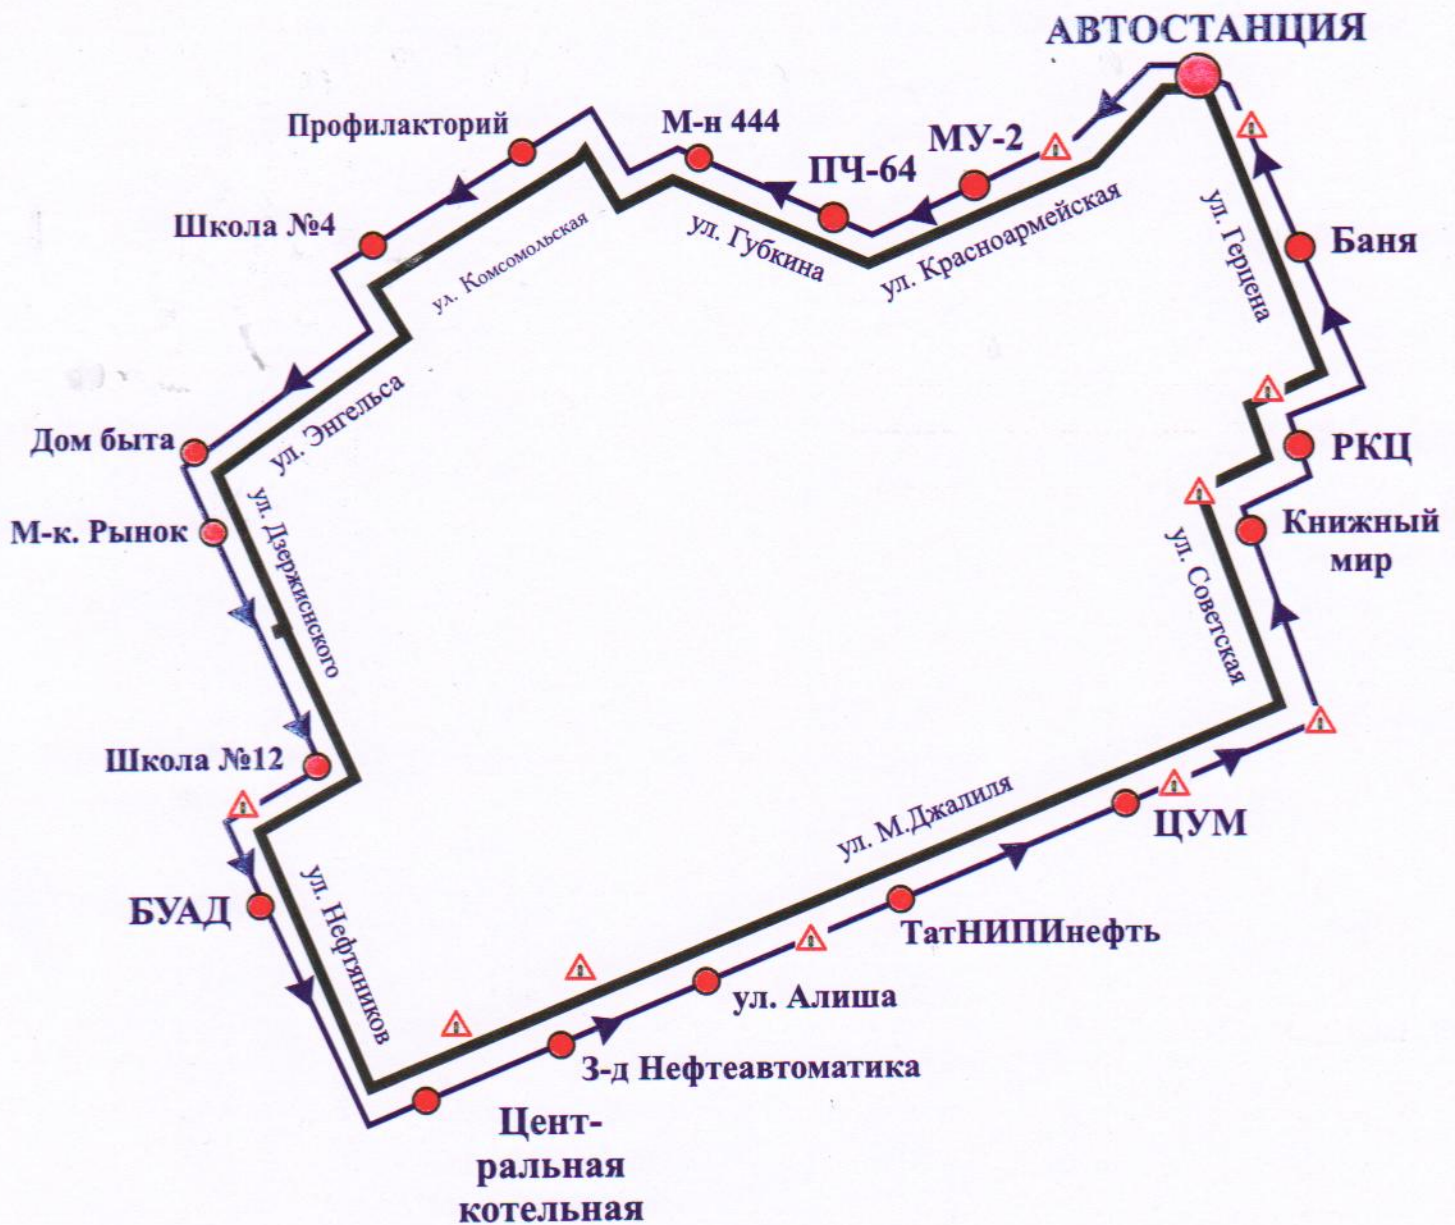 АВТОСТАНЦИЯ
М-н 444
МУ-2
Профилакторий
ПЧ-64
Школа №4
ул. Комсомольская
ул. Губкина
ул. Красноармейская
ул. Герцена
Баня
Дом быта
ул. Энгельса
РКЦ
М-к. Рынок
ул. Дзержиснского
Книжный
мир
ул. Советская
Школа №12
ул. М.Джалиля
ЦУМ
БУАД
ул. Нефтяников
ТатНИПИнефть
ул. Алиша
З-д Нефтеавтоматика
Цент-
ральная
котельная